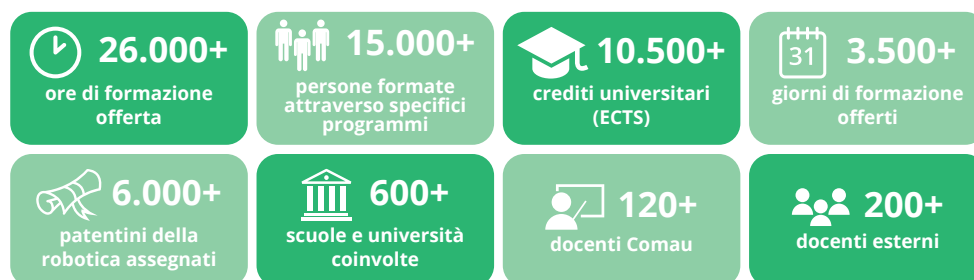 26.000+
ore di formazione
offerta
15.000+
persone formate
attraverso specifici
programmi
10.500+
crediti universitari
(ECTS)
31
3.500+
giorni di formazione
offerti
6.000+
patentini della
robotica assegnati
600+
scuole e università
coinvolte
120+
docenti Comau
200+
docenti esterni